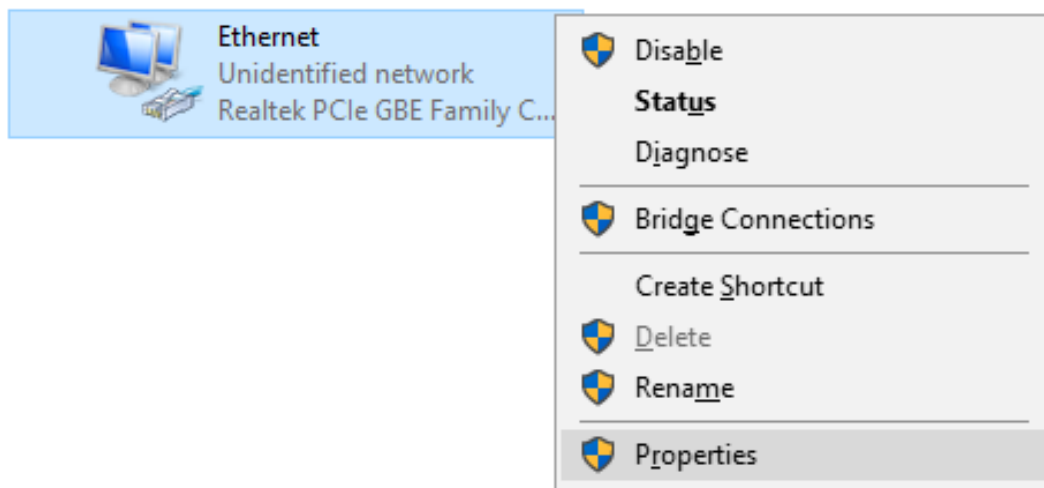 Ethernet
Unidentified network
Realtek PCIe GBE Family C...
Disable
Status
Diagnose
Bridge Connections
Create Shortcut
Delete
Rename
Properties